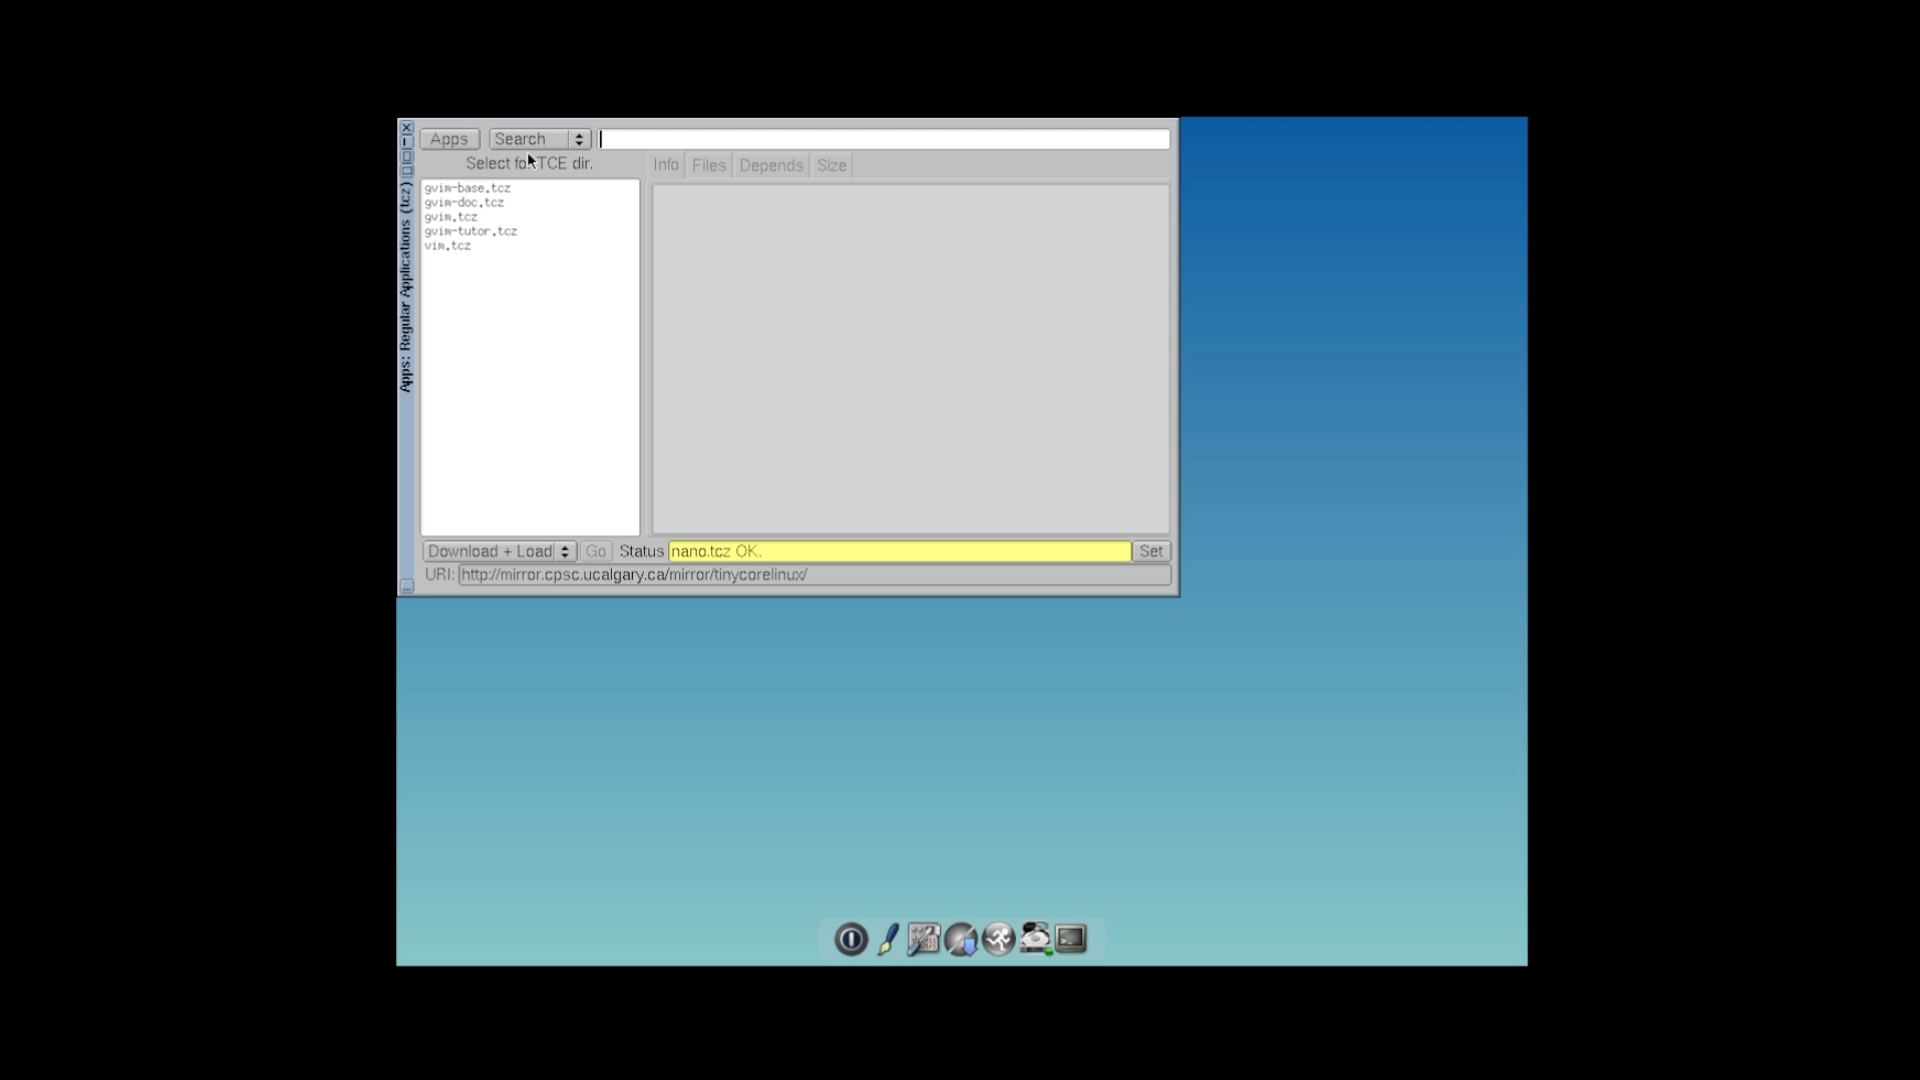 Apps Search
Select for TCE dir.
Info Files Depends Size
gvim-base.tcz
gvim-doc.tcz
gvim.tcz
gvim-tutor.tcz
vim.tcz
Apps: Regular Applications (tcz)
Download + Load Go Status nano.tcz OK. Set
URI: http://mirror.cpsc.ucalgary.ca/mirror/tinycorelinux/